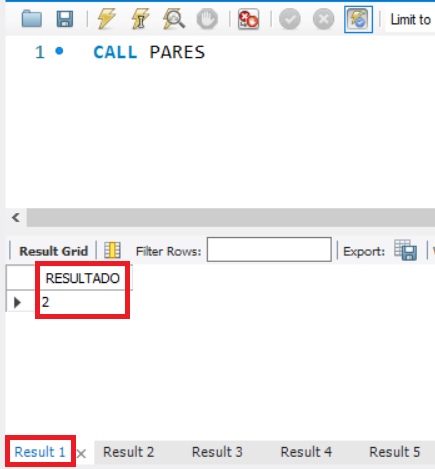 Limit to
1 CALL PARES
Result Grid Filter Rows: Export:
RESULTADO
2
Result 1 Result 2 Result 3 Result 4 Result 5